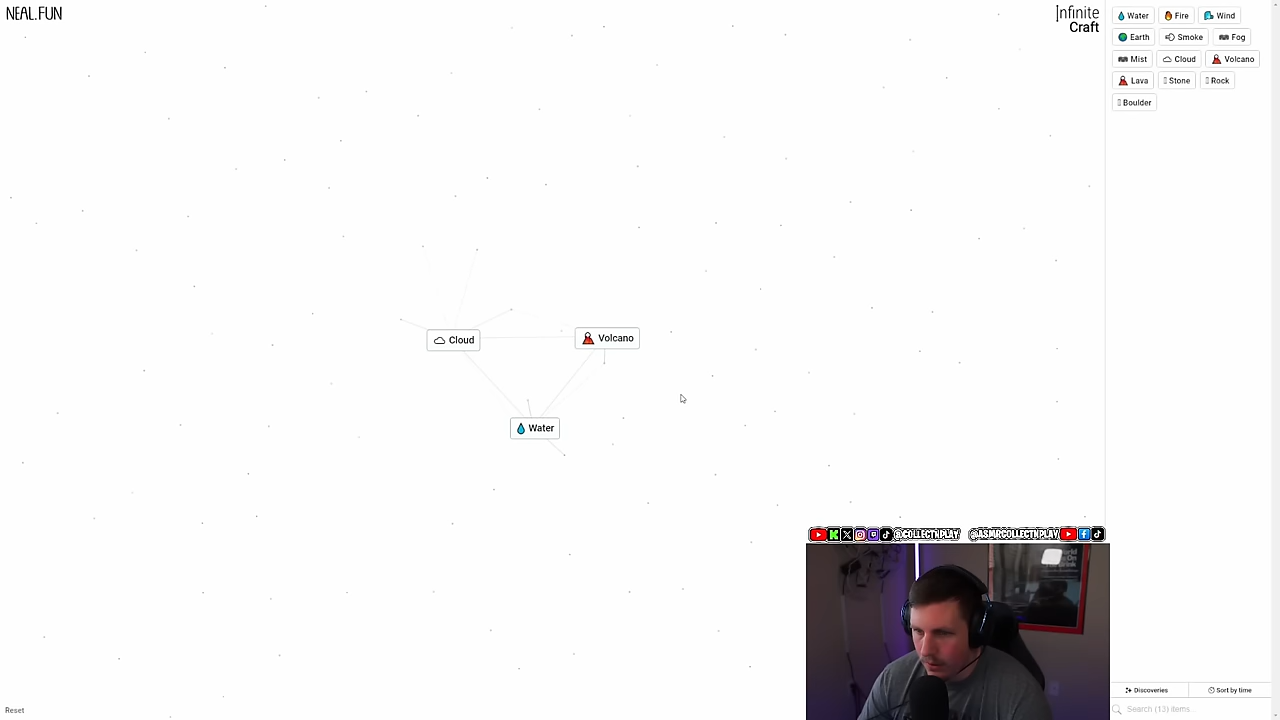 NEAL.FUN
Infinite
Craft
Water Fire Wind
Earth Smoke Fog
Mist Cloud Volcano
Lava Stone Rock
Boulder
Cloud Volcano
Water
@COLLECTNPLAY @ASMRCOLLECTNPLAY
Reset
Discoveries Sort by time
Search (13) items...